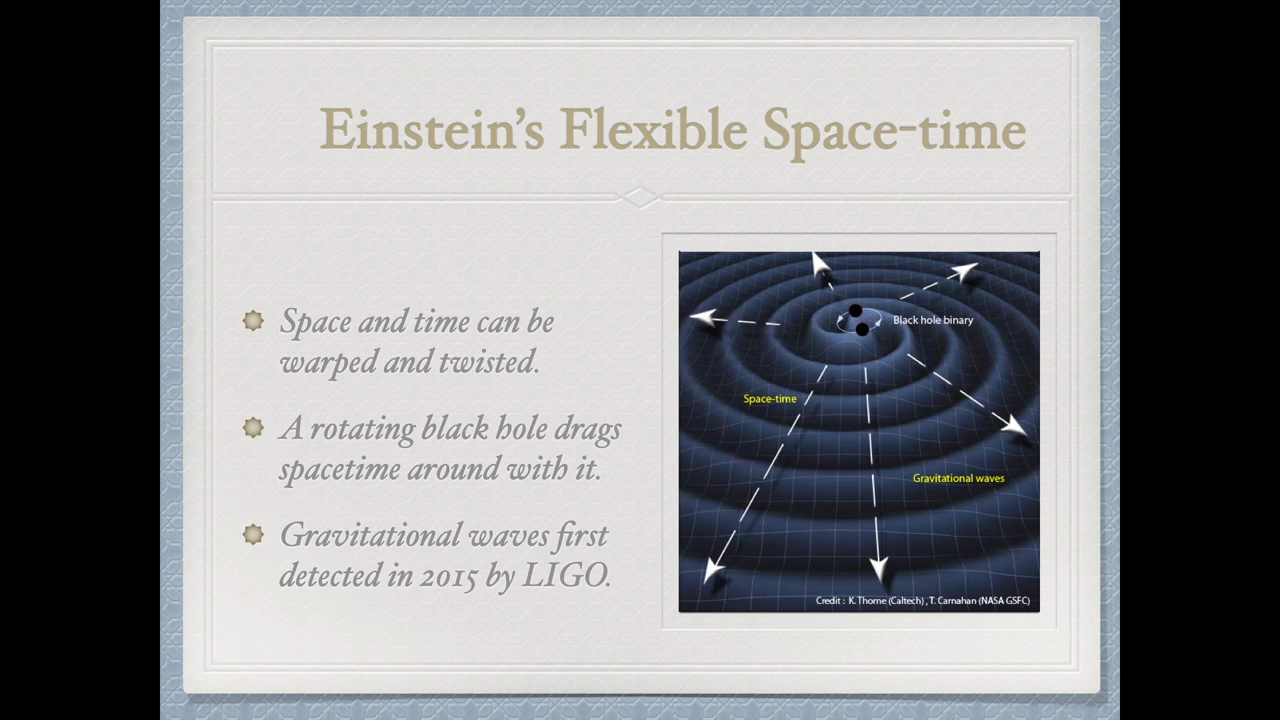 Einstein’s Flexible Space-time
Space and time can be
warped and twisted.
A rotating black hole drags
spacetime around with it.
Gravitational waves first
detected in 2015 by LIGO.
Black hole binary
Space-time
Gravitational waves
Credit : K. Thorne (Caltech) , T. Carnahan (NASA GSFC)